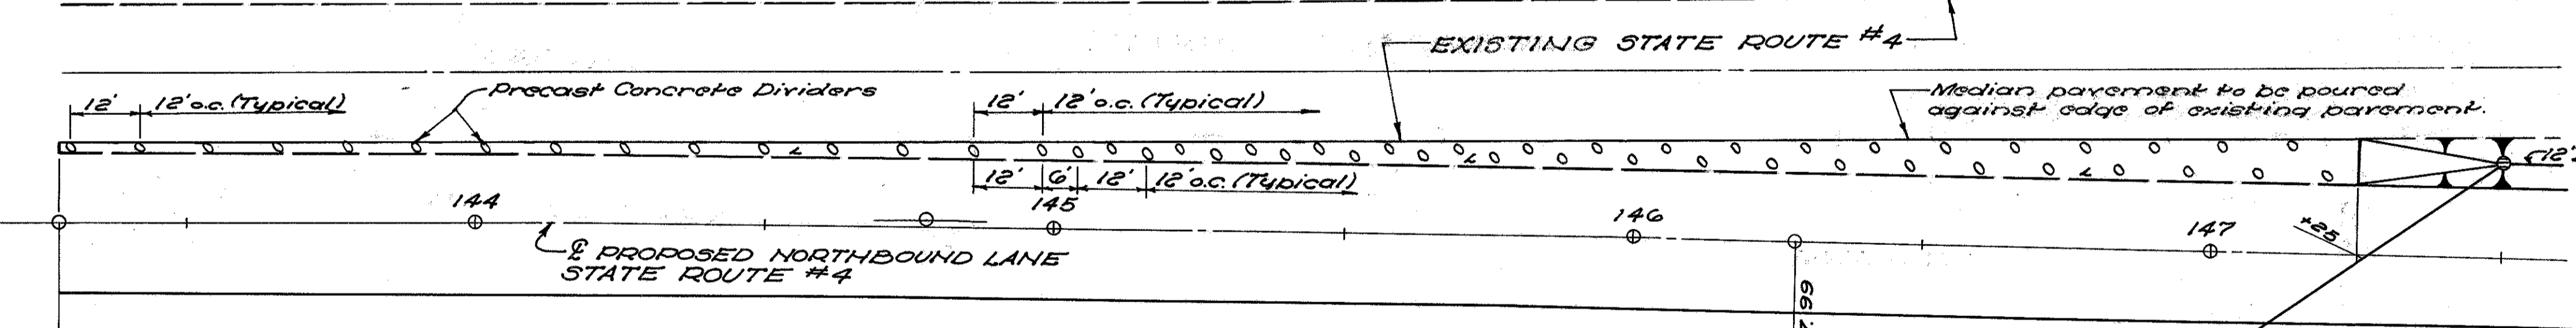 EXISTING STATE ROUTE #4
12' 12' o.c. (Typical)
Precast Concrete Dividers
12' 12' o.c. (Typical)
Median pavement to be poured
against edge of existing pavement.
12'
12' 6' 12' 12' o.c. (Typical)
144
145
146
147
+25
℄ PROPOSED NORTHBOUND LANE
STATE ROUTE #4